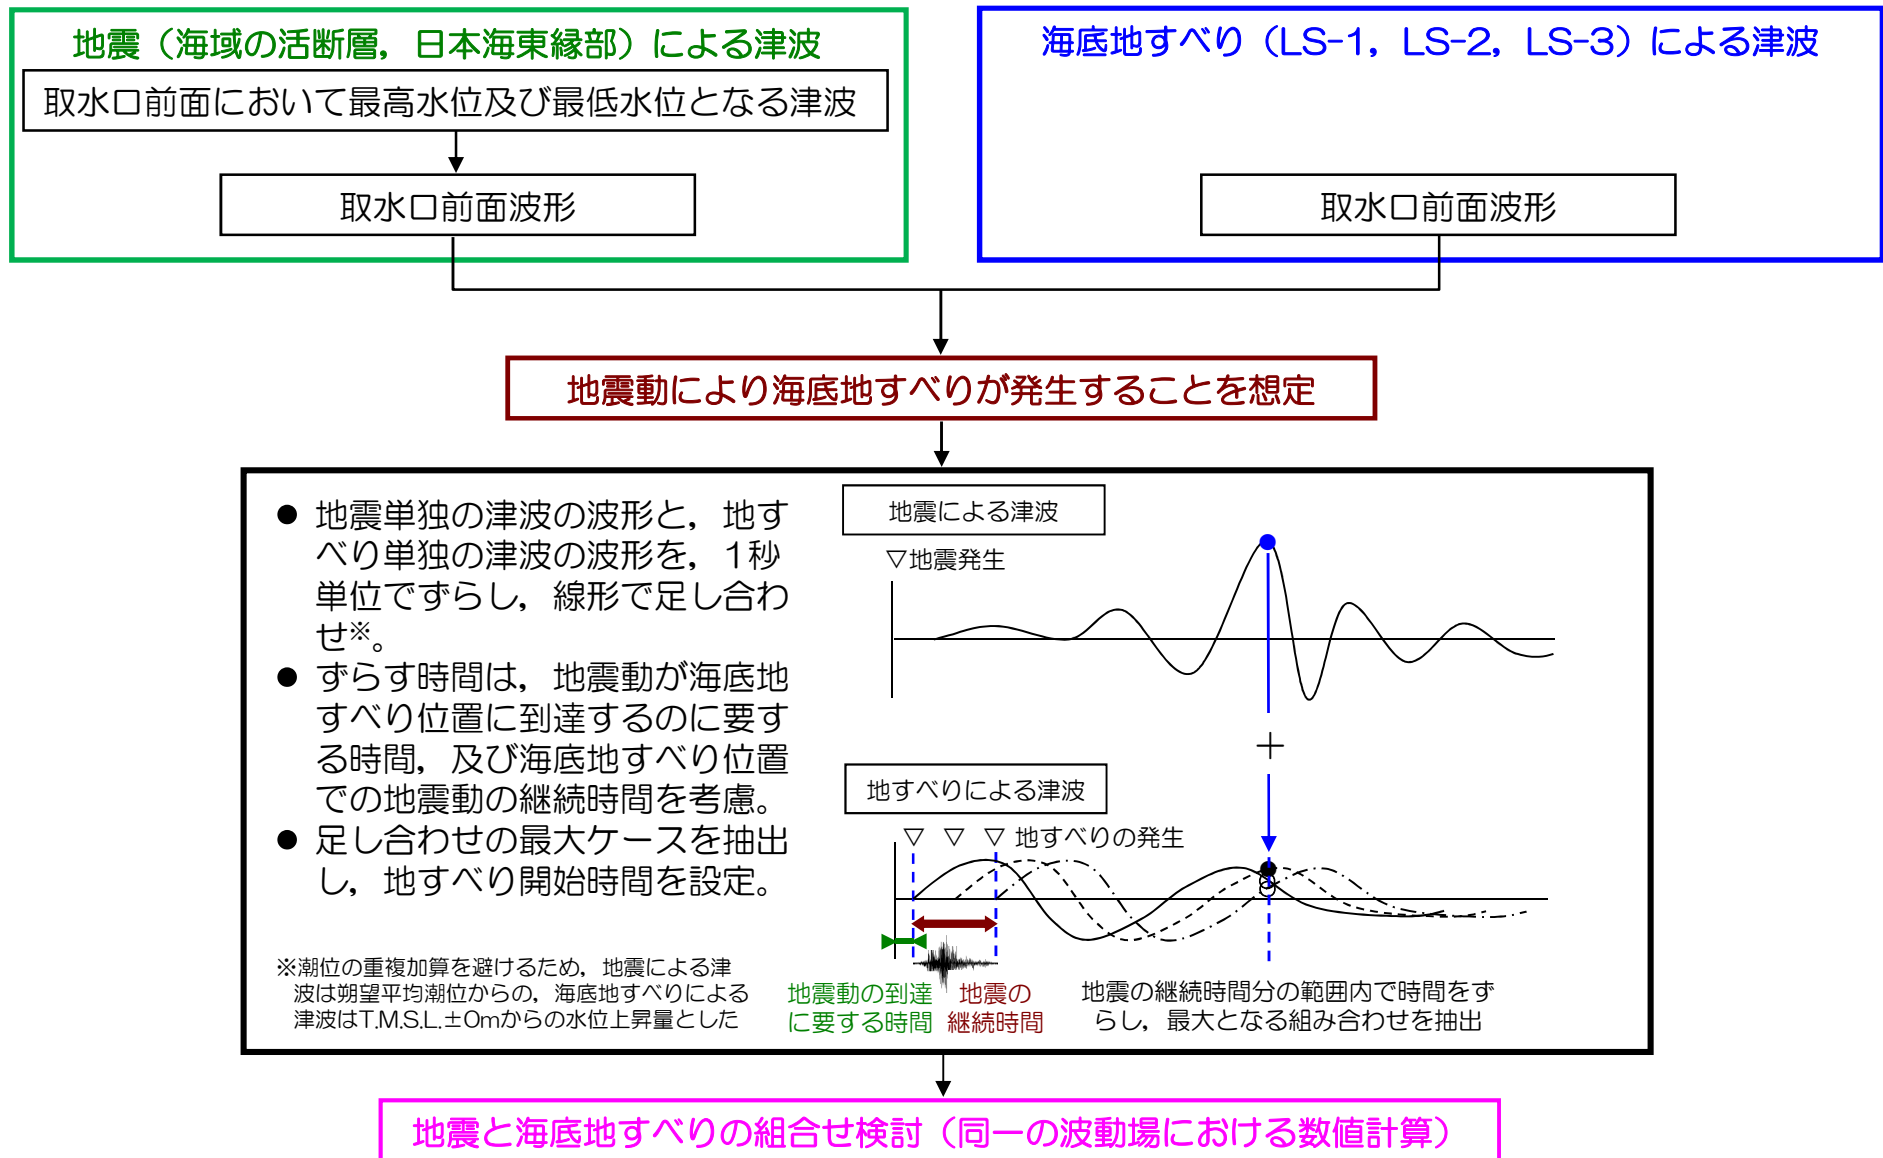 地震（海域の活断層，日本海東縁部）による津波
取水口前面において最高水位及び最低水位となる津波
取水口前面波形
海底地すべり（LS-1，LS-2，LS-3）による津波
取水口前面波形
地震動により海底地すべりが発生することを想定
● 地震単独の津波の波形と，地す
べり単独の津波の波形を，1秒
単位でずらし，線形で足し合わ
せ※。
● ずらす時間は，地震動が海底地
すべり位置に到達するのに要す
る時間，及び海底地すべり位置
での地震動の継続時間を考慮。
● 足し合わせの最大ケースを抽出
し，地すべり開始時間を設定。
※潮位の重複加算を避けるため，地震による津
波は朔望平均潮位からの，海底地すべりによる
津波はT.M.S.L.±0mからの水位上昇量とした
地震による津波
▽地震発生
＋
地すべりによる津波
▽ ▽ ▽ 地すべりの発生
地震動の到達
に要する時間
地震の
継続時間
地震の継続時間分の範囲内で時間をず
らし，最大となる組み合わせを抽出
地震と海底地すべりの組合せ検討（同一の波動場における数値計算）